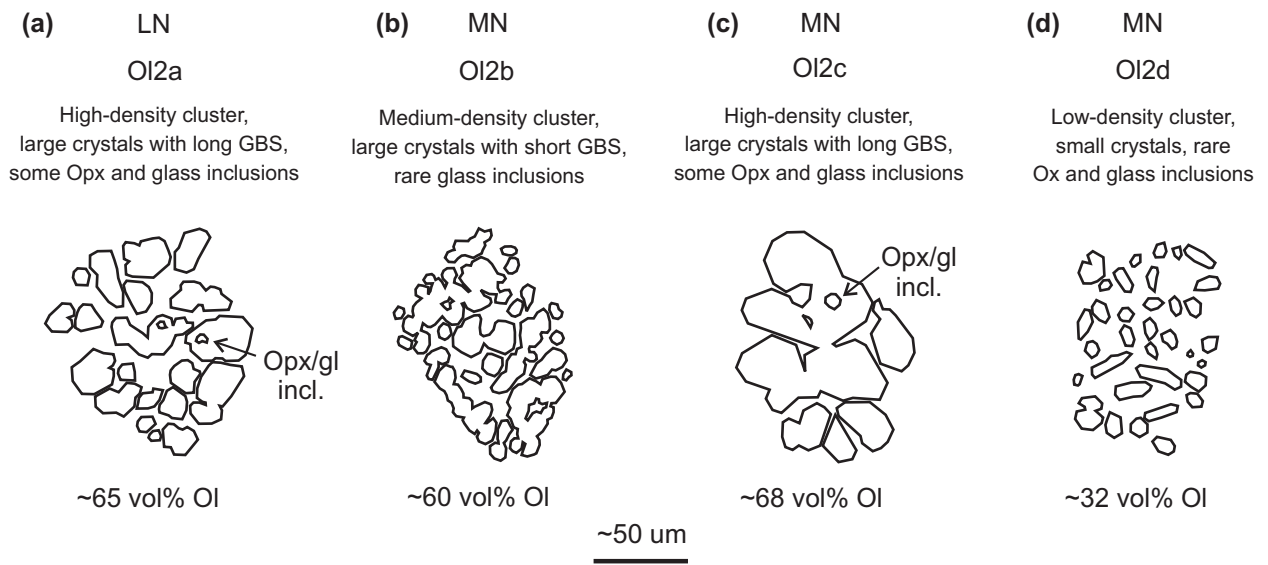 (a) LN
Ol2a
High-density cluster,
large crystals with long GBS,
some Opx and glass inclusions
Opx/gl
incl.
~65 vol% Ol
(b) MN
Ol2b
Medium-density cluster,
large crystals with short GBS,
rare glass inclusions
~60 vol% Ol
(c) MN
Ol2c
High-density cluster,
large crystals with long GBS,
some Opx and glass inclusions
Opx/gl
incl.
~68 vol% Ol
(d) MN
Ol2d
Low-density cluster,
small crystals, rare
Ox and glass inclusions
~32 vol% Ol
~50 um